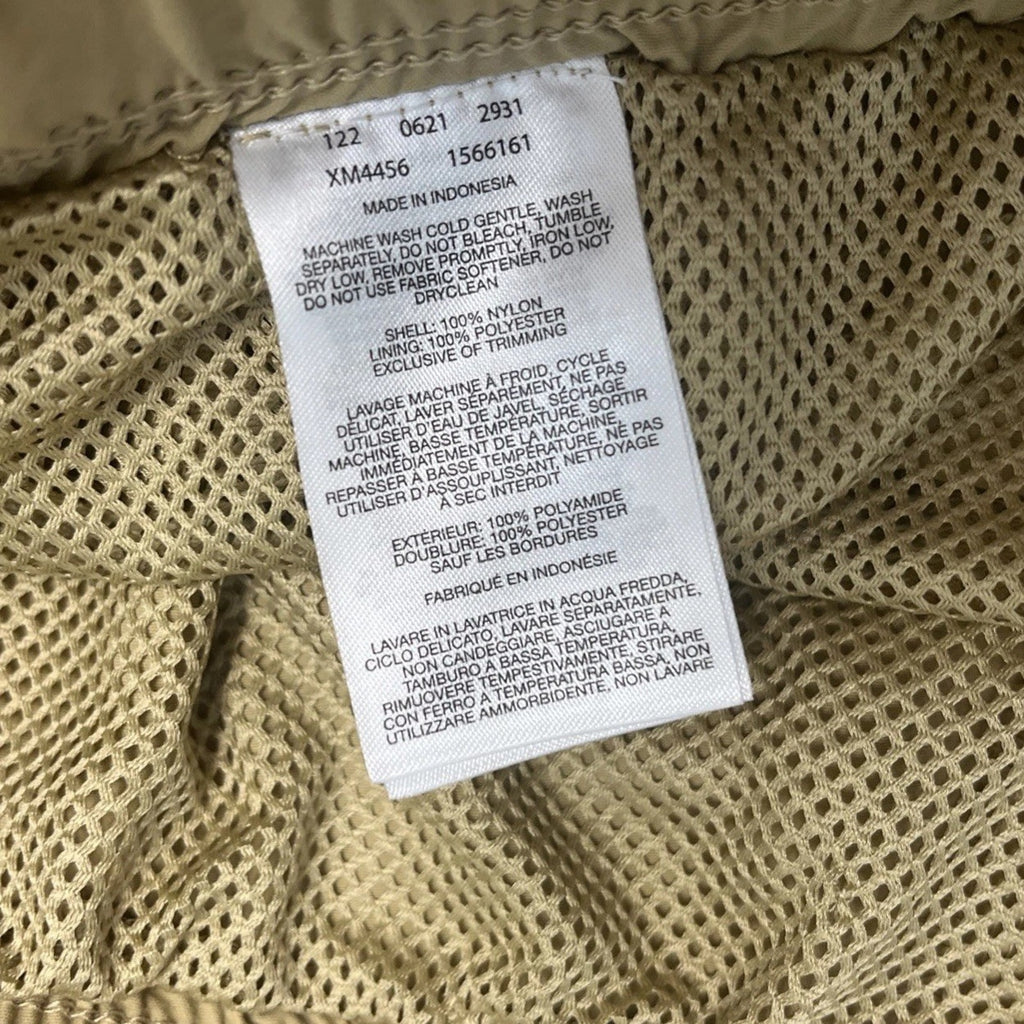 122 0621 2931
XM4456 1566161
MADE IN INDONESIA
MACHINE WASH COLD GENTLE, WASH
SEPARATELY, DO NOT BLEACH, TUMBLE
DRY LOW, REMOVE PROMPTLY, IRON LOW,
DO NOT USE FABRIC SOFTENER, DO NOT
DRYCLEAN
SHELL: 100% NYLON
LINING: 100% POLYESTER
EXCLUSIVE OF TRIMMING
LAVAGE MACHINE À FROID, CYCLE
DÉLICAT, LAVER SÉPARÉMENT, NE PAS
UTILISER D'EAU DE JAVEL, SÉCHAGE
MACHINE, BASSE TEMPÉRATURE, SORTIR
IMMÉDIATEMENT DE LA MACHINE,
REPASSER À BASSE TEMPÉRATURE, NE PAS
UTILISER D'ASSOUPLISSANT, NETTOYAGE
À SEC INTERDIT
EXTÉRIEUR: 100% POLYAMIDE
DOUBLURE: 100% POLYESTER
SAUF LES BORDURES
FABRIQUÉ EN INDONÉSIE
LAVARE IN LAVATRICE IN ACQUA FREDDA,
CICLO DELICATO, LAVARE SEPARATAMENTE,
NON CANDEGGIARE, ASCIUGARE A
TAMBURO A BASSA TEMPERATURA,
RIMUOVERE TEMPESTIVAMENTE, STIRARE
CON FERRO A TEMPERATURA BASSA, NON
UTILIZZARE AMMORBIDENTE, NON LAVARE